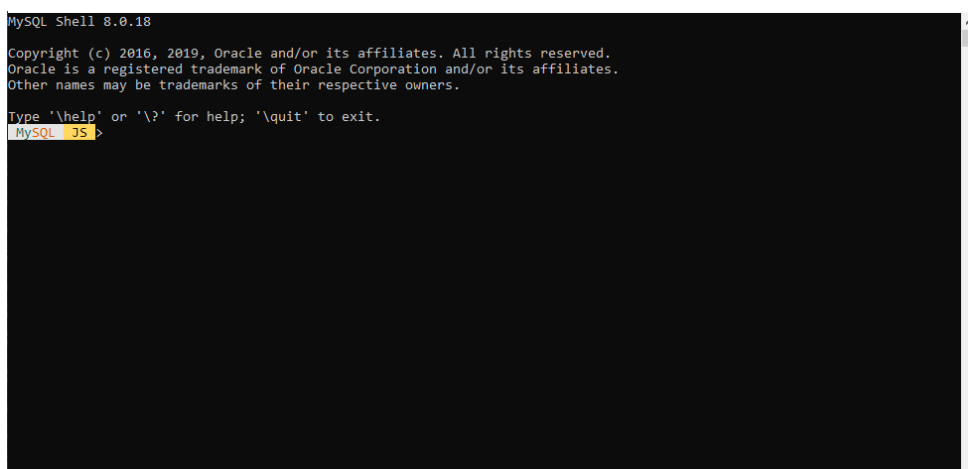 MySQL Shell 8.0.18
Copyright (c) 2016, 2019, Oracle and/or its affiliates. All rights reserved.
Oracle is a registered trademark of Oracle Corporation and/or its affiliates.
Other names may be trademarks of their respective owners.
Type '\help' or '\?' for help; '\quit' to exit.
MySQL JS >